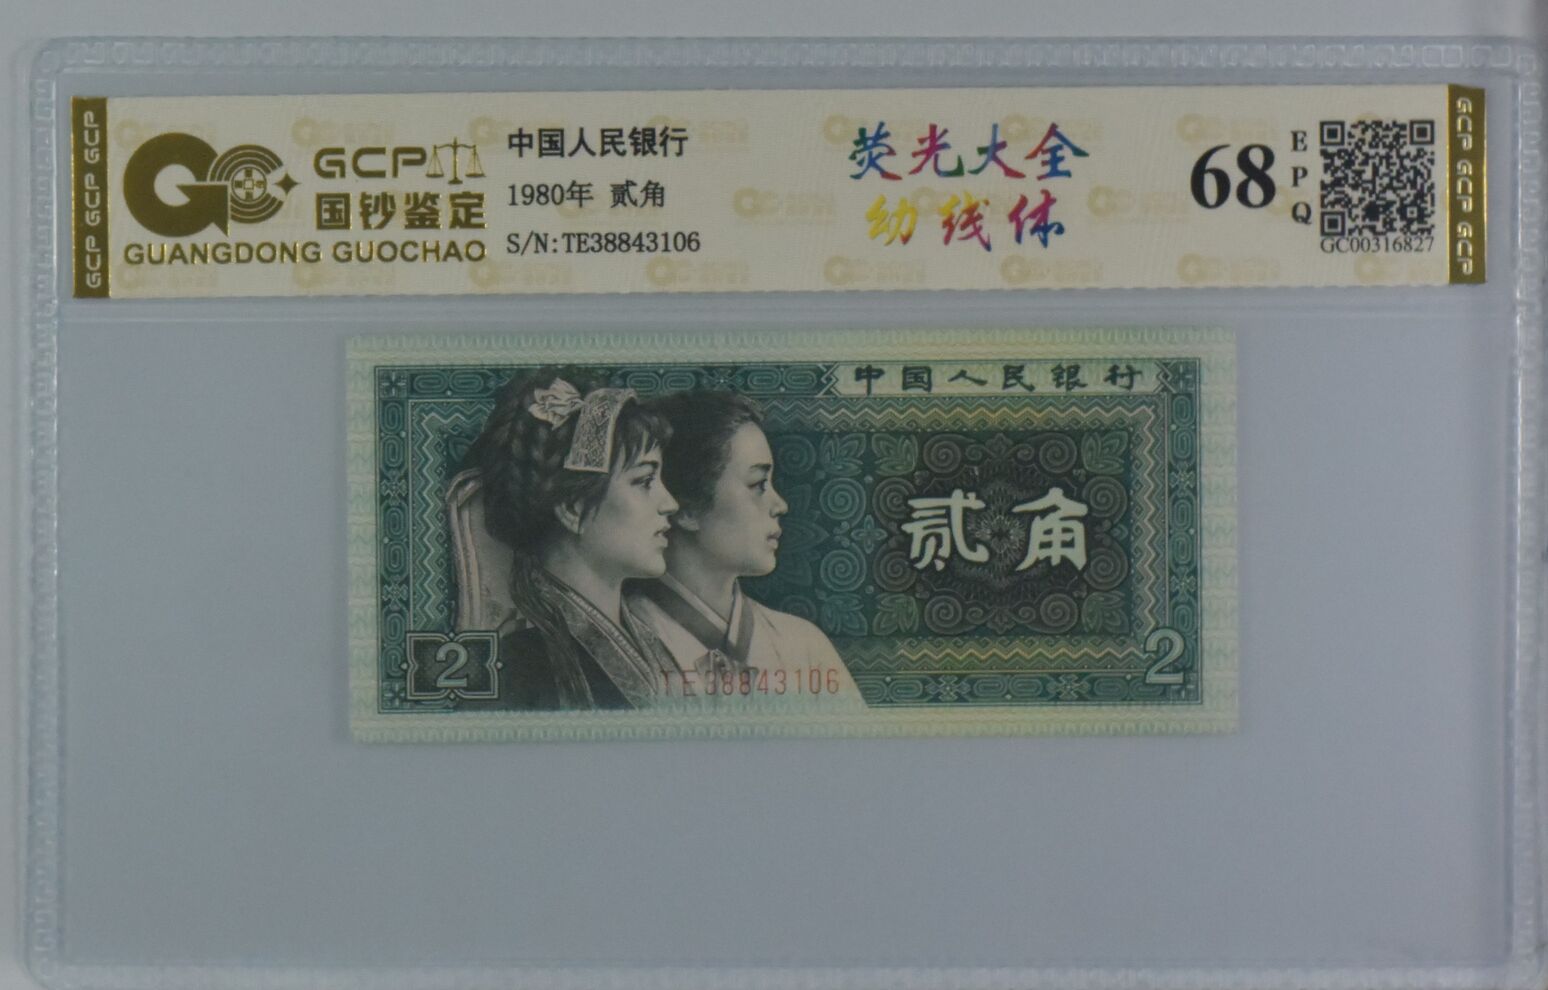 GCP
国钞鉴定
GUANGDONG GUOCHAO
中国人民银行
1980年 贰角
S/N:TE38843106
荧光大全
幼线体
68
EPQ
GC00316827
GCP GCP GCP
GCP GCP GCP
中国人民银行
贰角
2
2
TE38843106